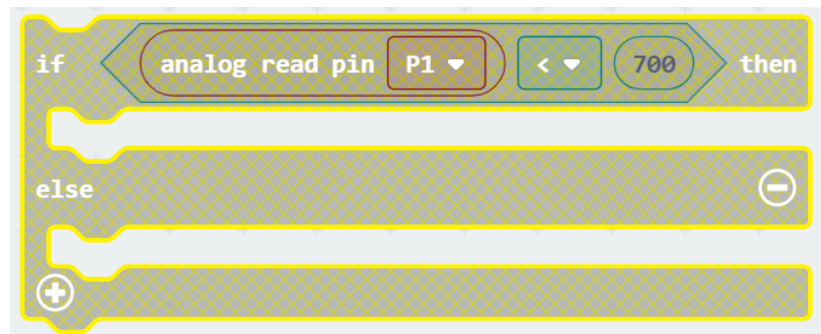 if analog read pin P1 < 700 then
else